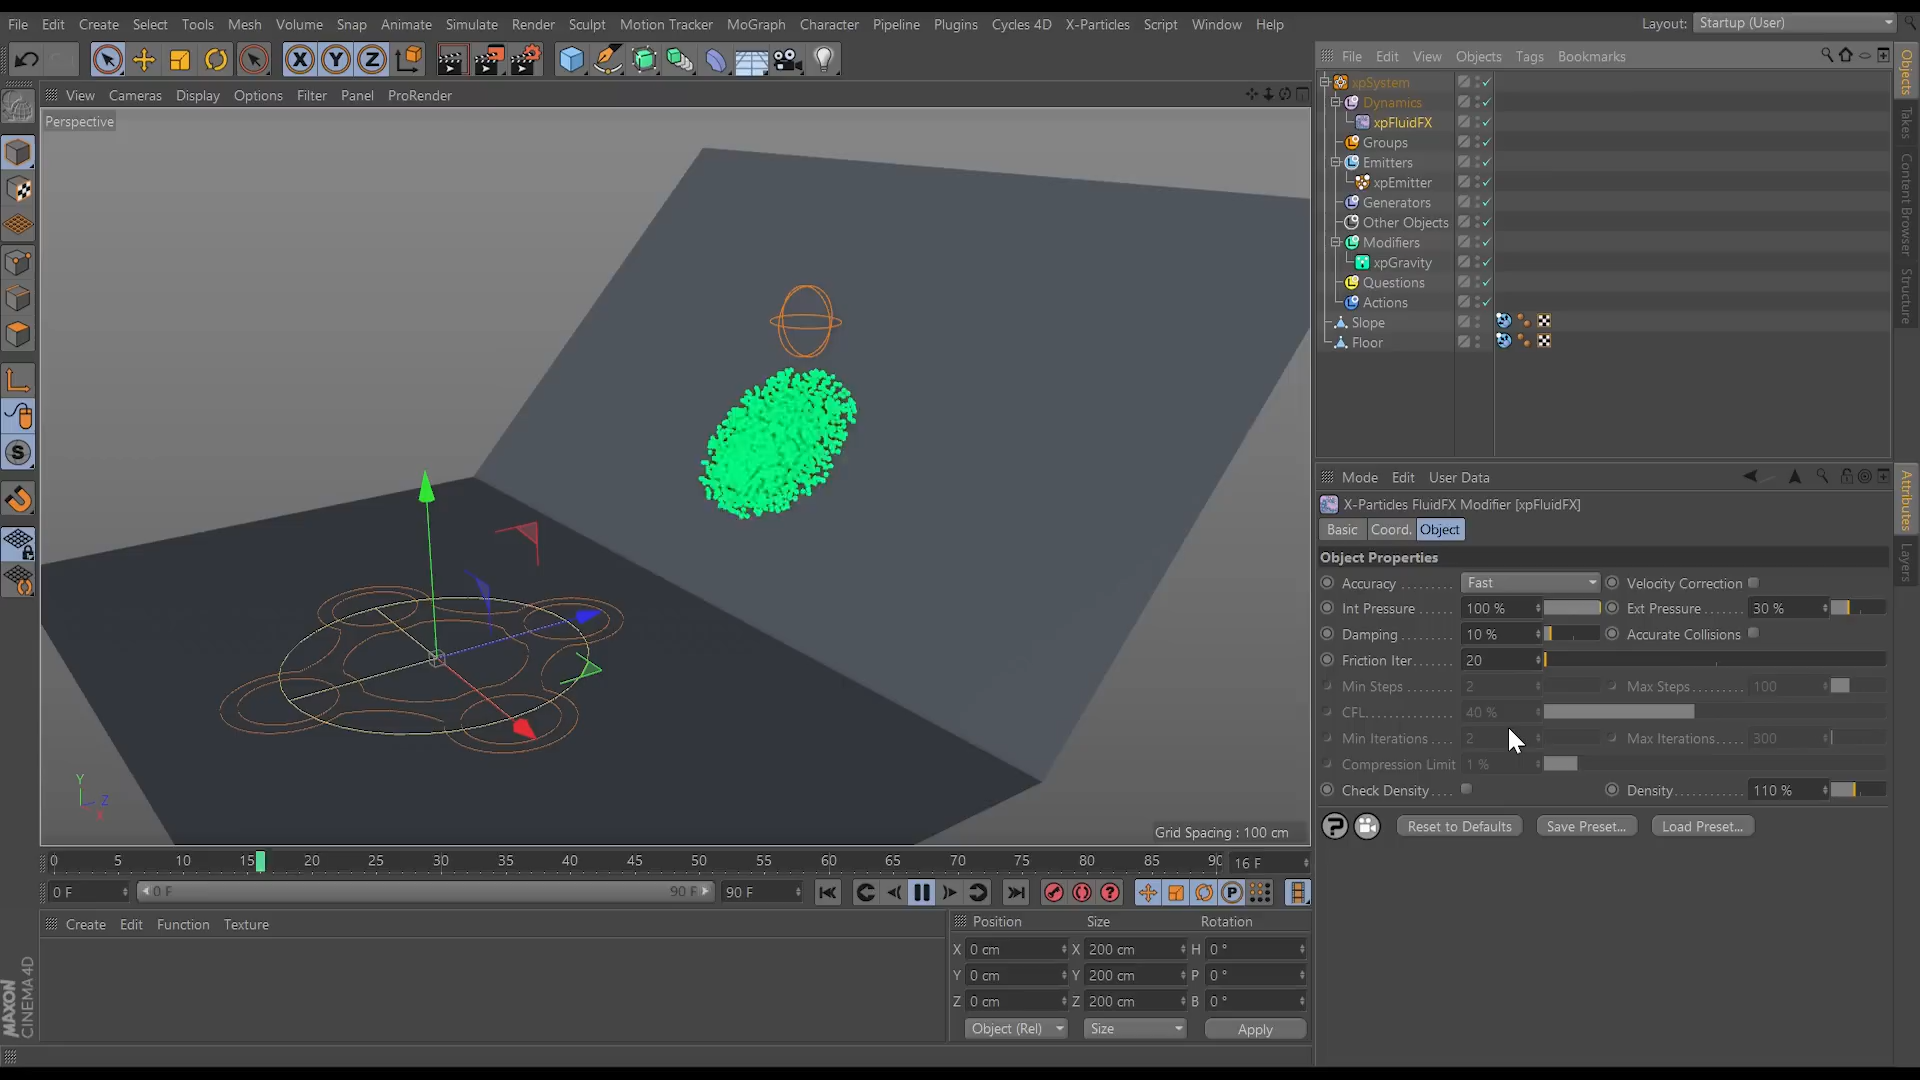 File Edit Create Select Tools Mesh Volume Snap Animate Simulate Render Sculpt Motion Tracker MoGraph Character Pipeline Plugins Cycles 4D X-Particles Script Window Help
Layout: Startup (User)
File Edit View Objects Tags Bookmarks
xpSystem
Dynamics
xpFluidFX
Groups
Emitters
xpEmitter
Generators
Other Objects
Modifiers
xpGravity
Questions
Actions
Slope
Floor
Objects
Takes
Content Browser
Structure
View Cameras Display Options Filter Panel ProRender
Perspective
Y
Z
X
Grid Spacing : 100 cm
Mode Edit User Data
X-Particles FluidFX Modifier [xpFluidFX]
Basic Coord. Object
Object Properties
Accuracy ........ Fast Velocity Correction
Int Pressure ..... 100 % Ext Pressure ....... 30 %
Damping ........ 10 % Accurate Collisions
Friction Iter...... 20
Min Steps ....... 2 Max Steps......... 100
CFL.............. 40 %
Min Iterations .... 2 Max Iterations..... 300
Compression Limit 1 %
Check Density.... Density........... 110 %
Reset to Defaults Save Preset... Load Preset...
Attributes
Layers
0 5 10 15 20 25 30 35 40 45 50 55 60 65 70 75 80 85 90 16 F
0 F 0 F 90 F 90 F
Create Edit Function Texture
Position Size Rotation
X 0 cm X 200 cm H 0 °
Y 0 cm Y 200 cm P 0 °
Z 0 cm Z 200 cm B 0 °
Object (Rel) Size Apply
MAXON
CINEMA 4D